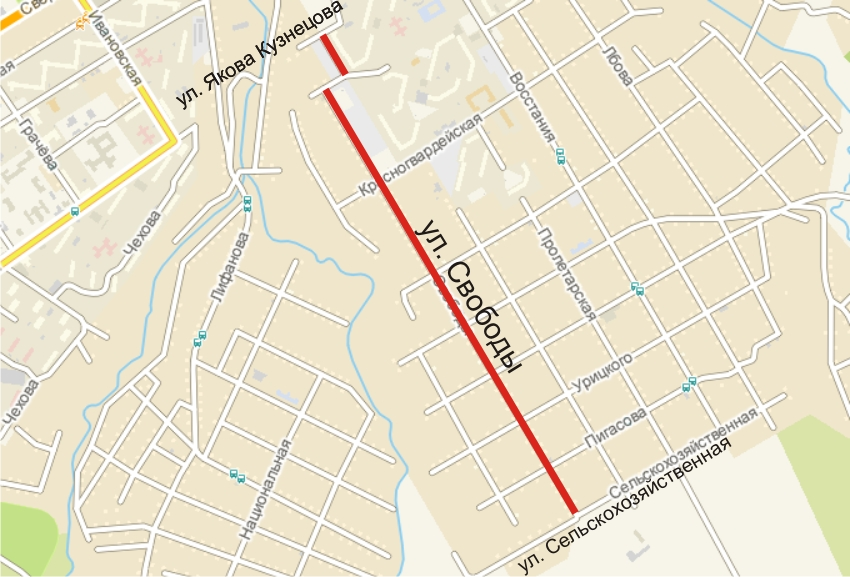 Ивановская
ул. Якова Кузнецова
Грачёва
Восстания
Лбова
Красногвардейская
Чехова
Лифанова
ул. Свободы
Пролетарская
Урицкого
Чехова
Пигасова
Национальная
Сельскохозяйственная
ул. Сельскохозяйственная